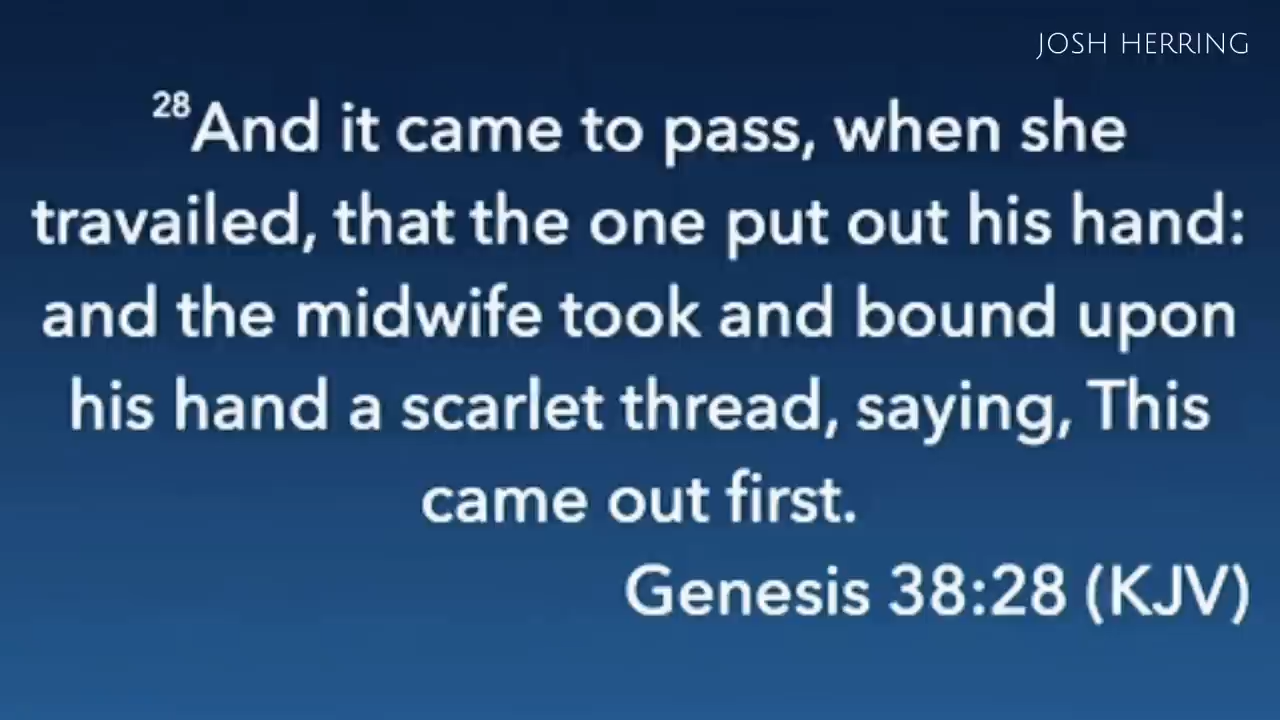 JOSH HERRING
28And it came to pass, when she
travailed, that the one put out his hand:
and the midwife took and bound upon
his hand a scarlet thread, saying, This
came out first.
Genesis 38:28 (KJV)